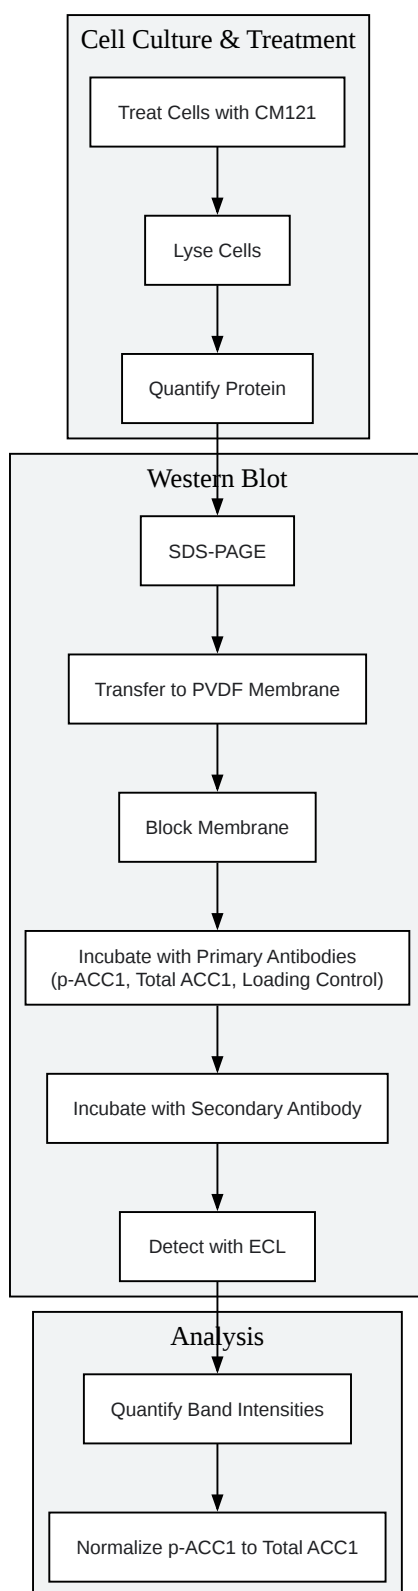 Cell Culture & Treatment
Treat Cells with CM121
Lyse Cells
Quantify Protein
Western Blot
SDS-PAGE
Transfer to PVDF Membrane
Block Membrane
Incubate with Primary Antibodies
(p-ACC1, Total ACC1, Loading Control)
Incubate with Secondary Antibody
Detect with ECL
Analysis
Quantify Band Intensities
Normalize p-ACC1 to Total ACC1